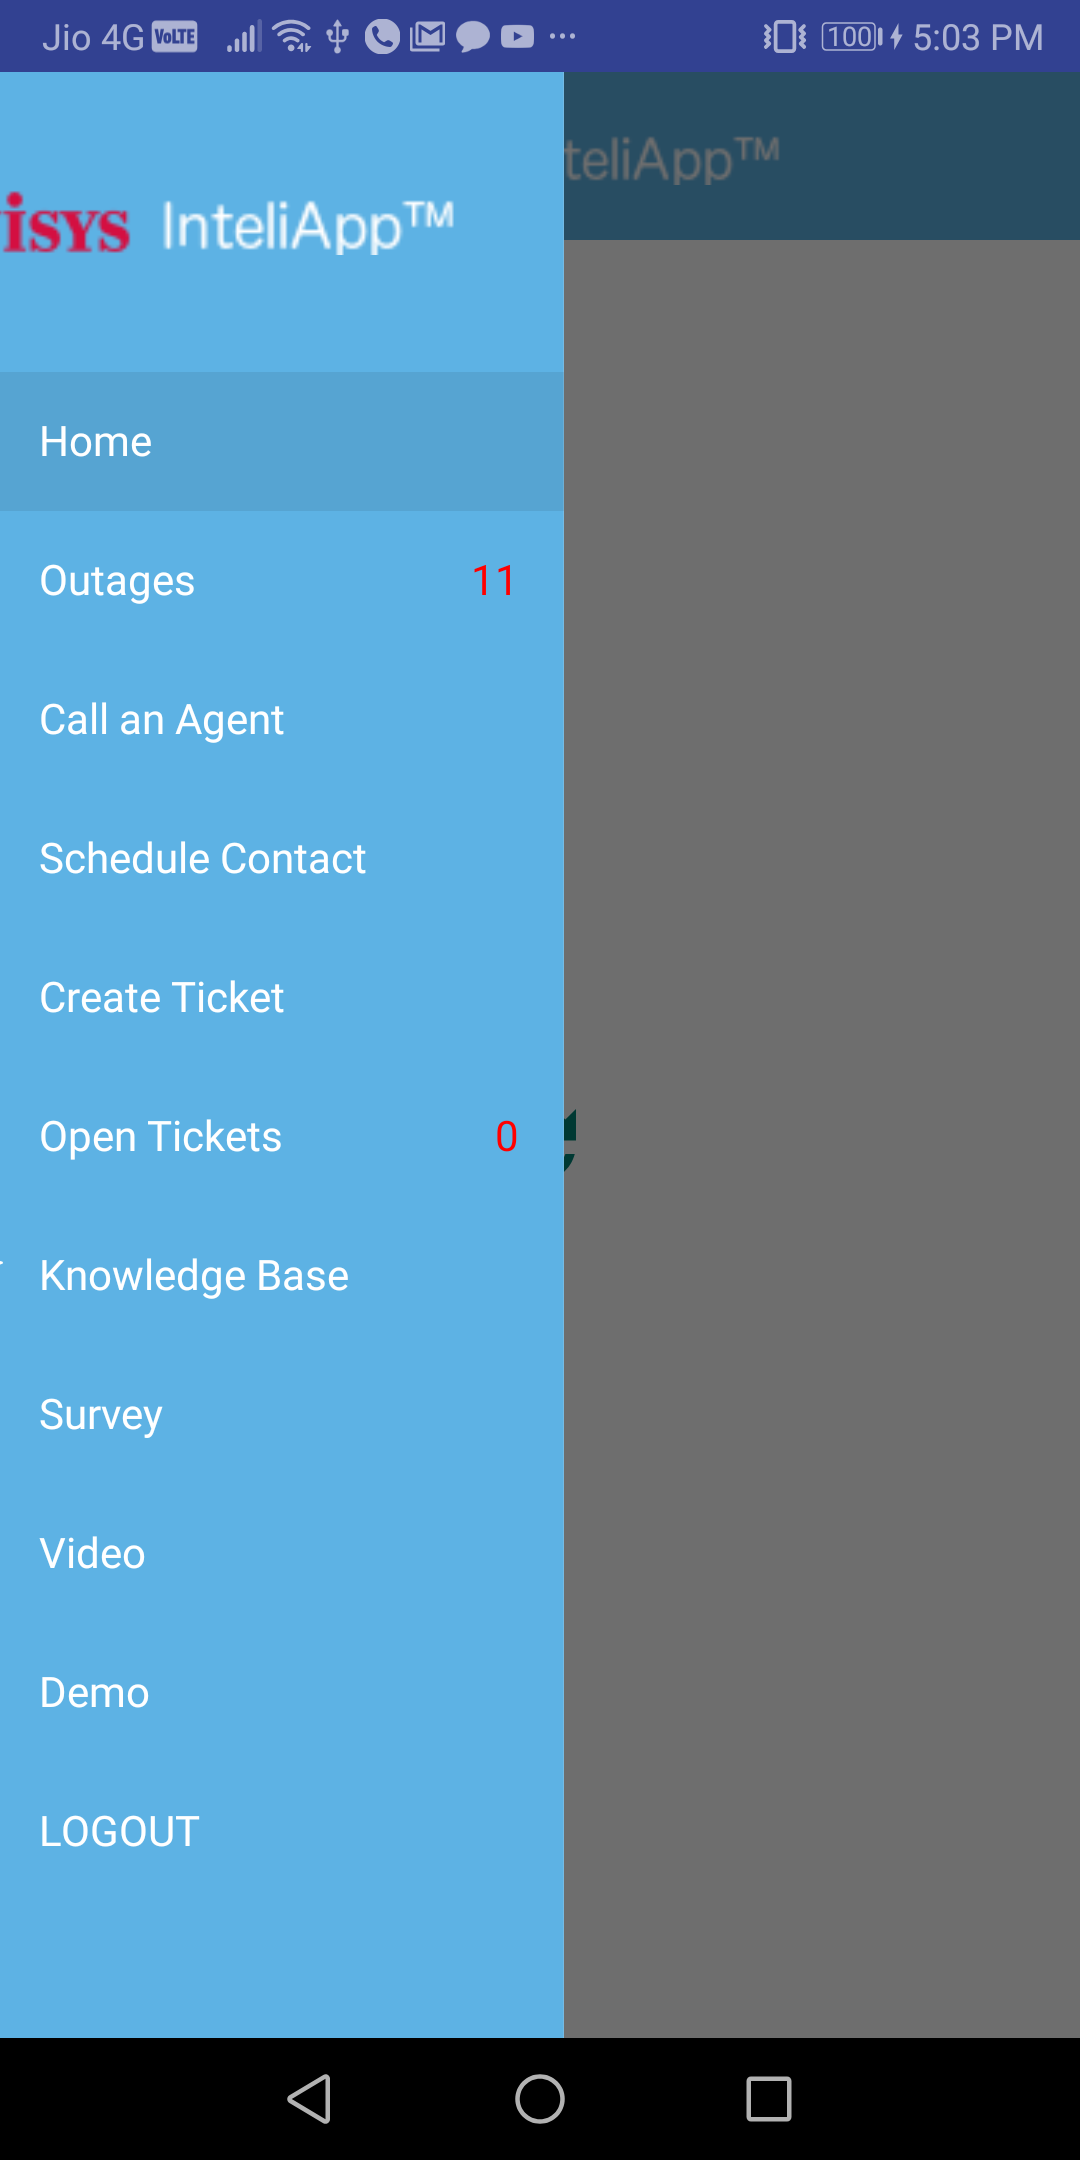 Jio 4G VoLTE 100 5:03 PM
teliApp™
isys InteliApp™
Home
Outages 11
Call an Agent
Schedule Contact
Create Ticket
Open Tickets 0
Knowledge Base
Survey
Video
Demo
LOGOUT